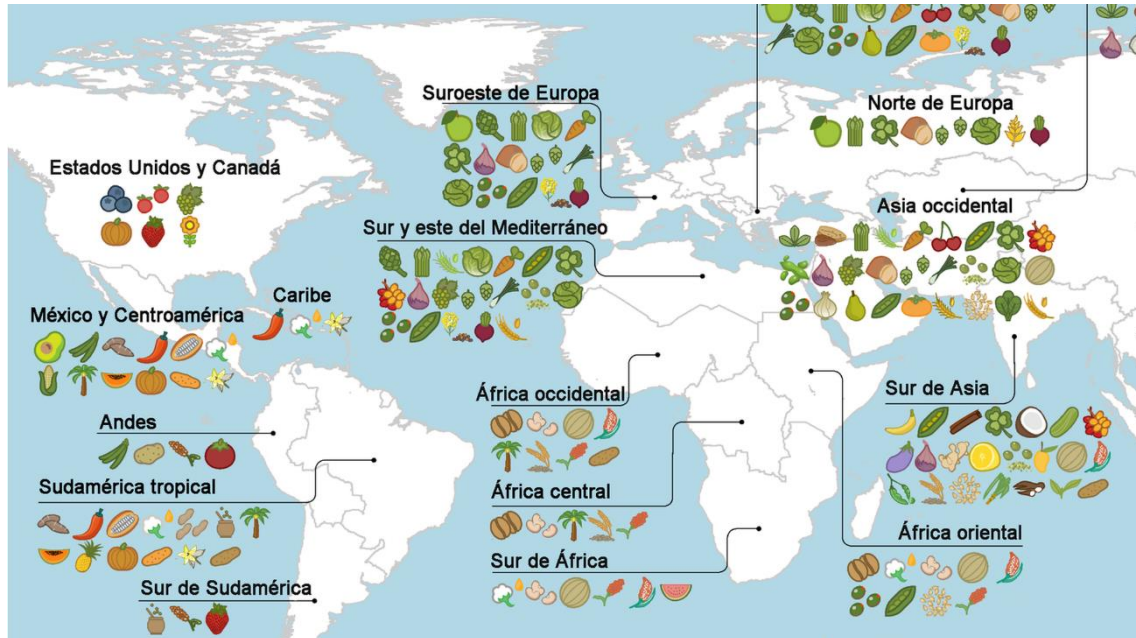 Suroeste de Europa
Norte de Europa
Estados Unidos y Canadá
Asia occidental
Sur y este del Mediterráneo
Caribe
México y Centroamérica
África occidental
Sur de Asia
Andes
Sudamérica tropical
África central
África oriental
Sur de África
Sur de Sudamérica